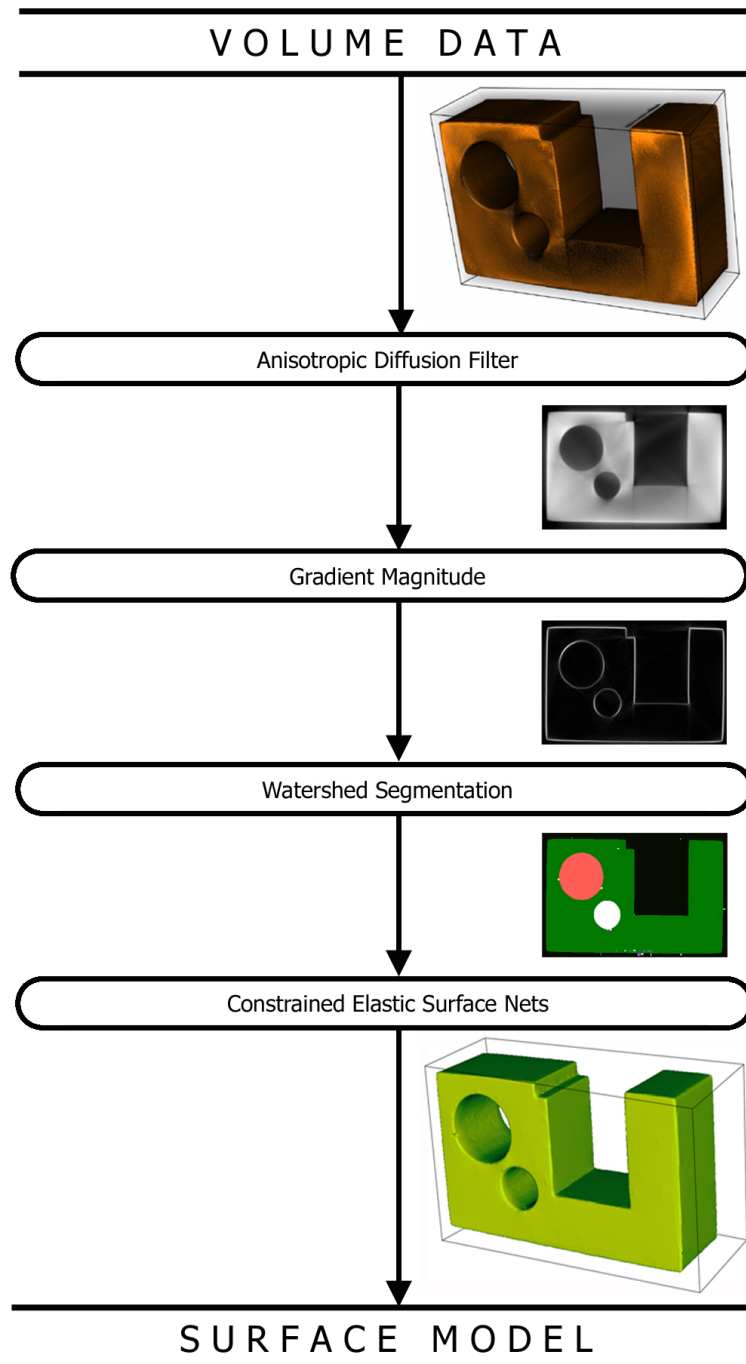 VOLUME DATA
Anisotropic Diffusion Filter
Gradient Magnitude
Watershed Segmentation
Constrained Elastic Surface Nets
SURFACE MODEL